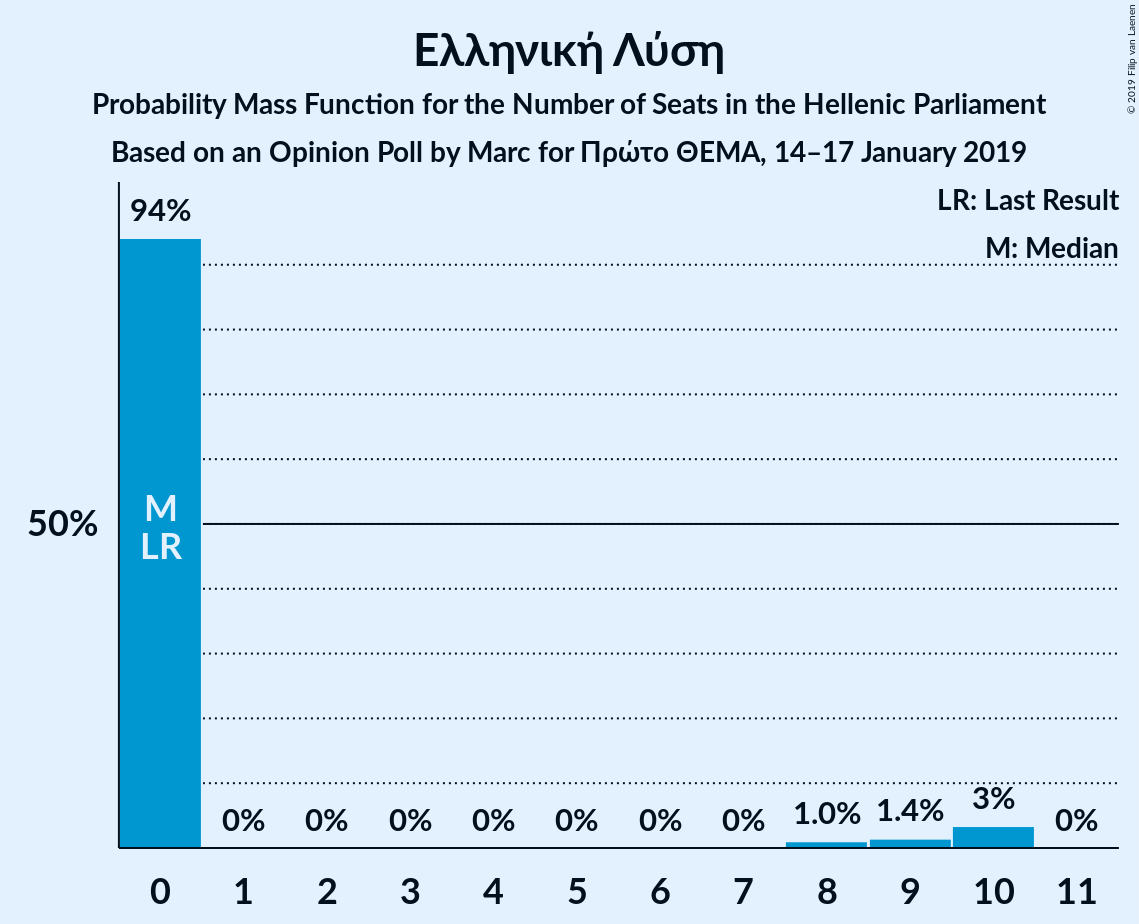 Ελληνική Λύση
Probability Mass Function for the Number of Seats in the Hellenic Parliament
Based on an Opinion Poll by Marc for Πρώτο ΘΕΜΑ, 14–17 January 2019
© 2019 Filip van Laenen
LR: Last Result
M: Median
94%
50%
M
LR
0% 0% 0% 0% 0% 0% 0% 1.0% 1.4% 3% 0%
0 1 2 3 4 5 6 7 8 9 10 11